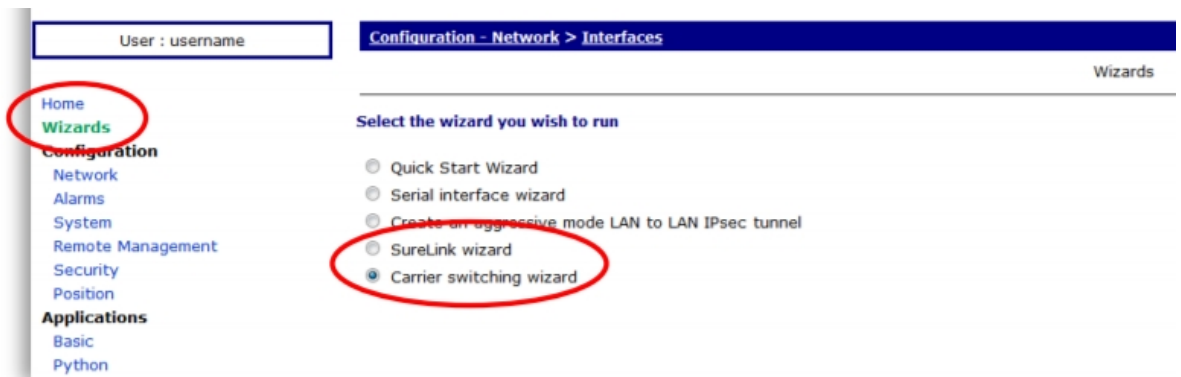 User : username
Home
Wizards
Configuration
Network
Alarms
System
Remote Management
Security
Position
Applications
Basic
Python
Configuration - Network > Interfaces
Wizards
Select the wizard you wish to run
Quick Start Wizard
Serial interface wizard
Create an aggressive mode LAN to LAN IPsec tunnel
SureLink wizard
Carrier switching wizard